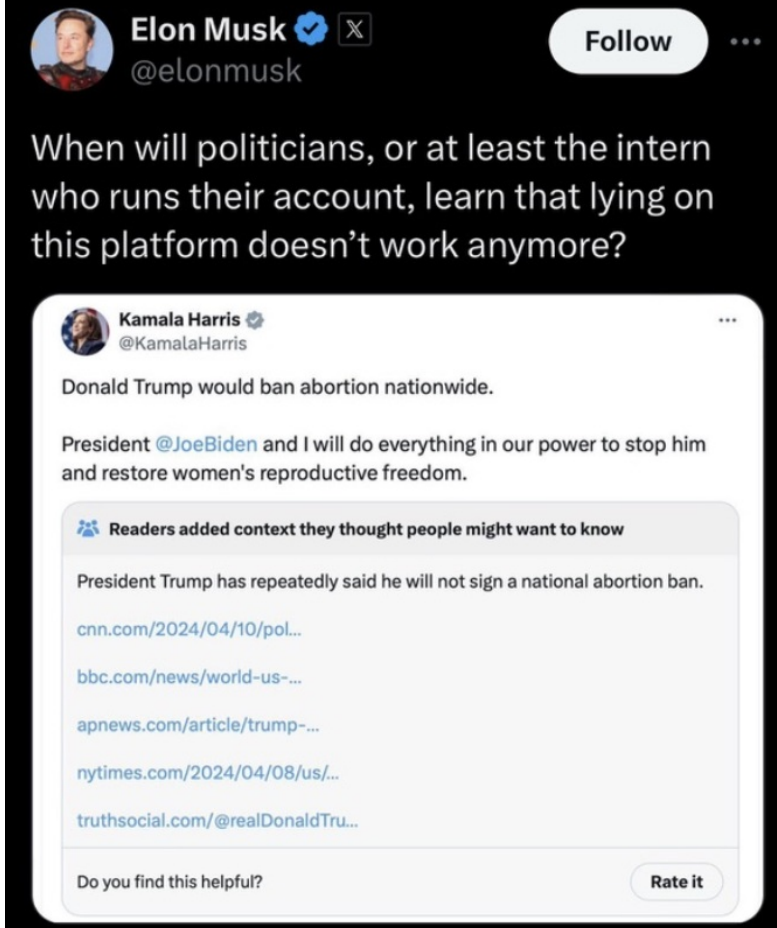 Elon Musk
@elonmusk
Follow
When will politicians, or at least the intern
who runs their account, learn that lying on
this platform doesn’t work anymore?
Kamala Harris
@KamalaHarris
Donald Trump would ban abortion nationwide.
President @JoeBiden and I will do everything in our power to stop him
and restore women's reproductive freedom.
Readers added context they thought people might want to know
President Trump has repeatedly said he will not sign a national abortion ban.
cnn.com/2024/04/10/pol...
bbc.com/news/world-us-...
apnews.com/article/trump-...
nytimes.com/2024/04/08/us/...
truthsocial.com/@realDonaldTru...
Do you find this helpful?
Rate it